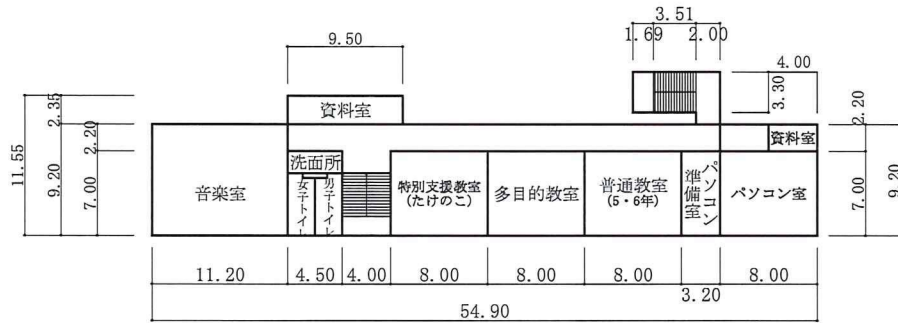 3.51
9.50
1.69
2.00
4.00
3.30
2.35
2.20
11.55
9.20
2.20
7.00
資料室
資料室
洗面所
音楽室
女子トイレ
男子トイレ
特別支援教室
(たけのこ)
多目的教室
普通教室
(5・6年)
パソコン
準備室
パソコン室
7.00
9.20
11.20
4.50
4.00
8.00
8.00
8.00
3.20
8.00
54.90